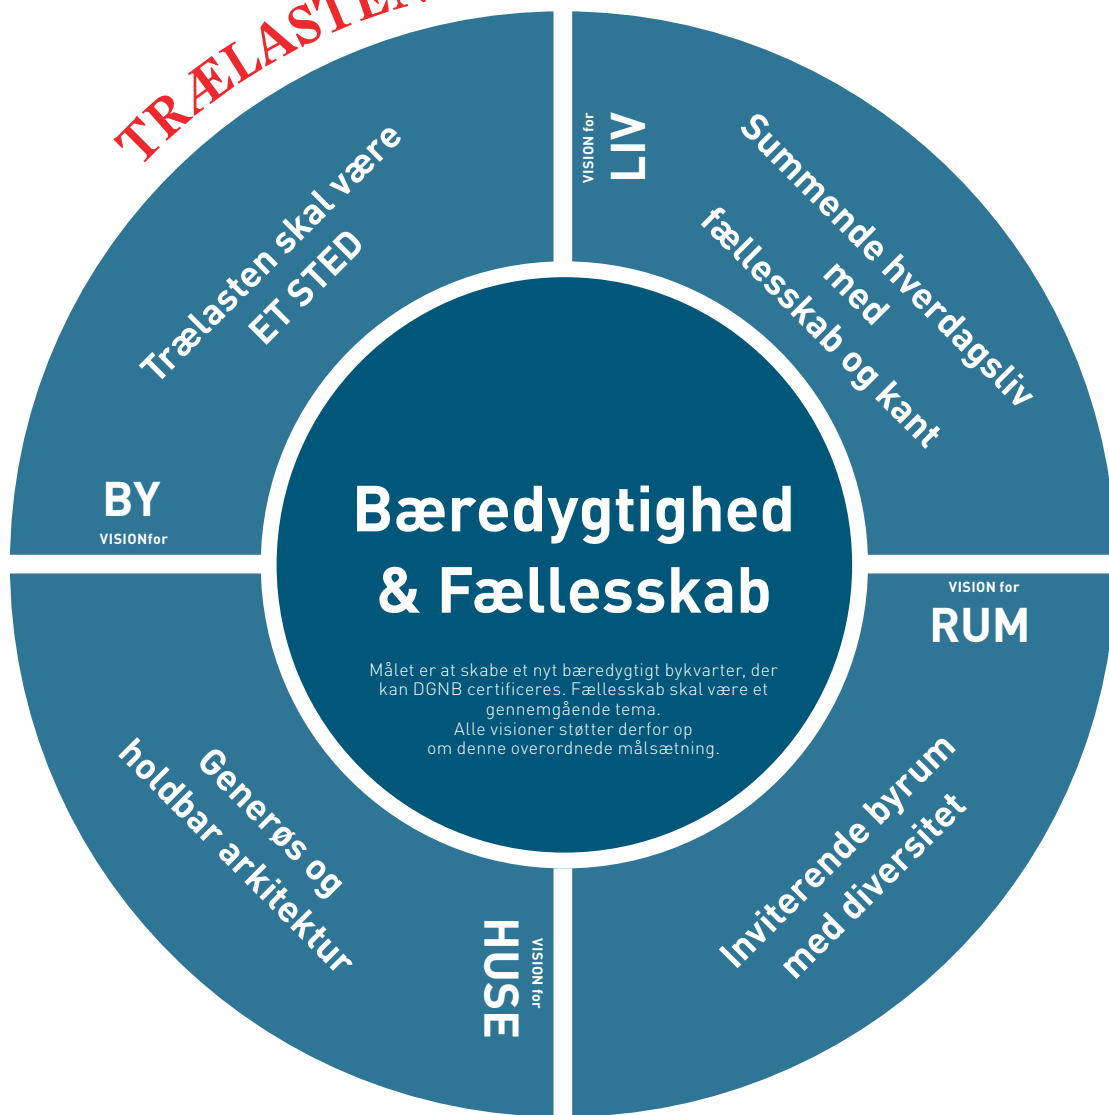 TRÆLASTEN
VISION for
LIV
Summende hverdagsliv
med
fællesskab og kant
Trælasten skal være
ET STED
BY
VISIONfor
Bæredygtighed
& Fællesskab
Målet er at skabe et nyt bæredygtigt bykvarter, der
kan DGNB certificeres. Fællesskab skal være et
gennemgående tema.
Alle visioner støtter derfor op
om denne overordnede målsætning.
VISION for
RUM
Inviterende byrum
med diversitet
VISION for
HUSE
Generøs og
holdbar arkitektur